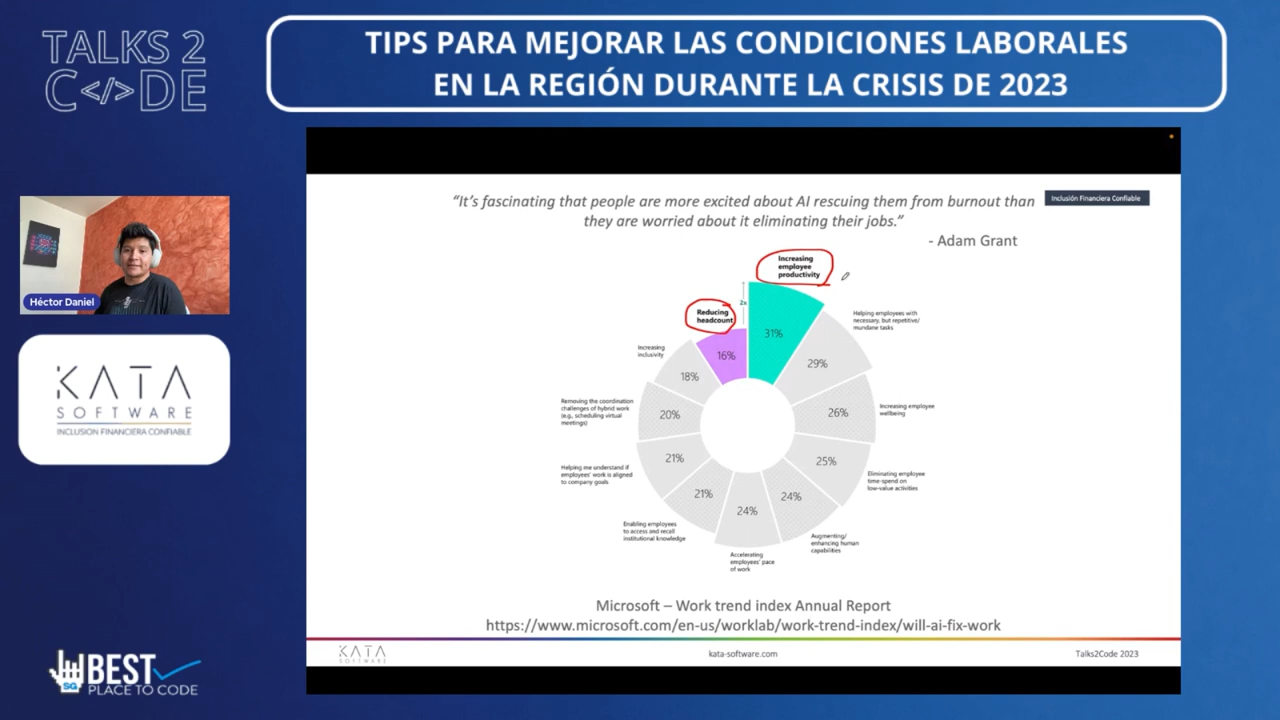 TALKS 2
C</>DE
TIPS PARA MEJORAR LAS CONDICIONES LABORALES
EN LA REGIÓN DURANTE LA CRISIS DE 2023
Héctor Daniel
KATA
SOFTWARE
INCLUSIÓN FINANCIERA CONFIABLE
SG
BEST
PLACE TO CODE
“It’s fascinating that people are more excited about AI rescuing them from burnout than
they are worried about it eliminating their jobs.”
- Adam Grant
Inclusión Financiera Confiable
Increasing
employee
productivity
2x
31%
Helping employees with
necessary, but repetitive/
mundane tasks
29%
Increasing employee
wellbeing
26%
Eliminating employee
time-spend on
low-value activities
25%
Augmenting/
enhancing human
capabilities
24%
Accelerating
employees' pace
of work
24%
Enabling employees
to access and recall
institutional knowledge
21%
Helping me understand if
employees' work is aligned
to company goals
21%
Removing the coordination
challenges of hybrid work
(e.g., scheduling virtual
meetings)
20%
Increasing
inclusivity
18%
Reducing
headcount
16%
Microsoft – Work trend index Annual Report
https://www.microsoft.com/en-us/worklab/work-trend-index/will-ai-fix-work
KATA
SOFTWARE
kata-software.com
Talks2Code 2023